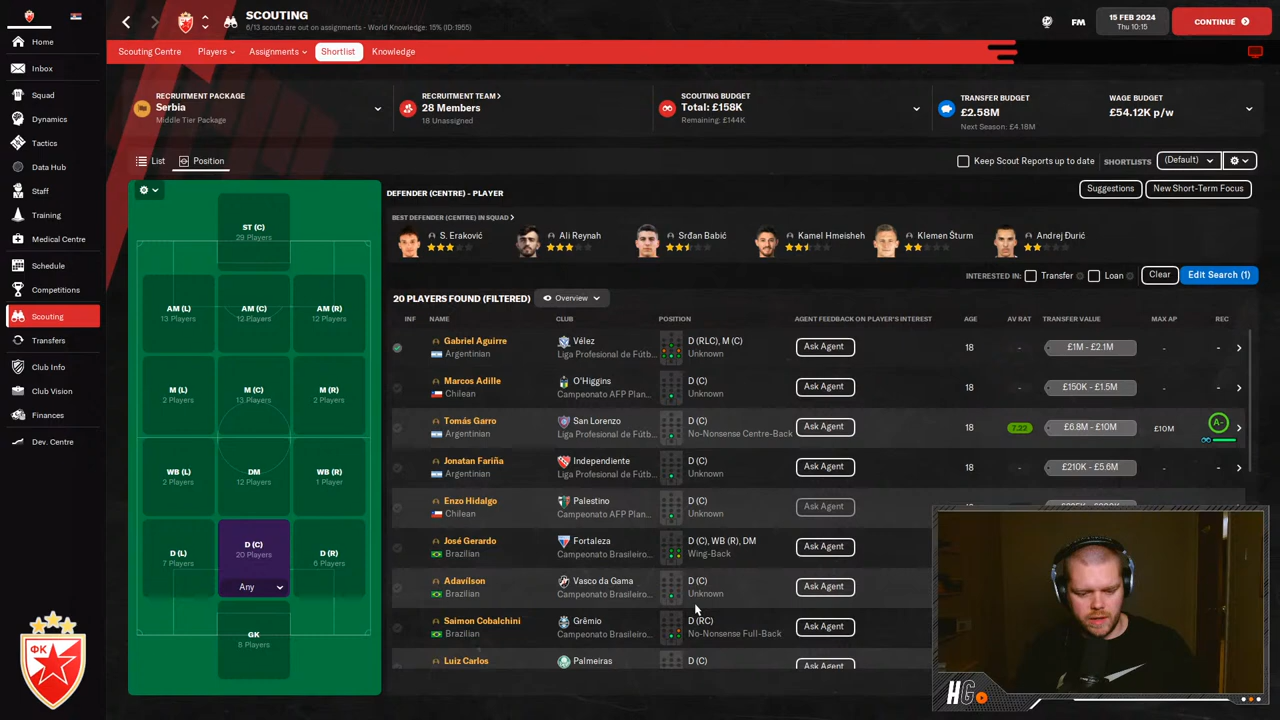 SCOUTING
6/13 scouts are out on assignments - World Knowledge: 15% (ID:1955)
FM
15 FEB 2024
Thu 10:15
CONTINUE
Home
Inbox
Squad
Dynamics
Tactics
Data Hub
Staff
Training
Medical Centre
Schedule
Competitions
Scouting
Transfers
Club Info
Club Vision
Finances
Dev. Centre
Scouting Centre
Players
Assignments
Shortlist
Knowledge
RECRUITMENT PACKAGE
Serbia
Middle Tier Package
RECRUITMENT TEAM
28 Members
18 Unassigned
SCOUTING BUDGET
Total: £158K
Remaining: £144K
TRANSFER BUDGET
£2.58M
Next Season: £4.18M
WAGE BUDGET
£54.12K p/w
List
Position
Keep Scout Reports up to date
SHORTLISTS
(Default)
ST (C)
29 Players
AM (L)
13 Players
AM (C)
12 Players
AM (R)
12 Players
M (L)
2 Players
M (C)
13 Players
M (R)
2 Players
WB (L)
2 Players
DM
12 Players
WB (R)
1 Player
D (L)
7 Players
D (C)
20 Players
Any
D (R)
6 Players
GK
8 Players
DEFENDER (CENTRE) - PLAYER
Suggestions
New Short-Term Focus
BEST DEFENDER (CENTRE) IN SQUAD
S. Eraković
Ali Reynah
Srđan Babić
Kamel Hmeisheh
Klemen Šturm
Andrej Đurić
INTERESTED IN:
Transfer
Loan
Clear
Edit Search (1)
20 PLAYERS FOUND (FILTERED)
Overview
INF NAME CLUB POSITION AGENT FEEDBACK ON PLAYER'S INTEREST AGE AV RAT TRANSFER VALUE MAX AP REC
Gabriel Aguirre Vélez D (RLC), M (C) Ask Agent 18 - £1M - £2.1M - -
Argentinian Liga Profesional de Fútb... Unknown
Marcos Adille O'Higgins D (C) Ask Agent 18 - £150K - £1.5M - -
Chilean Campeonato AFP Plan... Unknown
Tomás Garro San Lorenzo D (C) Ask Agent 18 7.22 £6.8M - £10M £10M A-
Argentinian Liga Profesional de Fútb... No-Nonsense Centre-Back
Jonatan Fariña Independiente D (C) Ask Agent 18 - £210K - £5.6M - -
Argentinian Liga Profesional de Fútb... Unknown
Enzo Hidalgo Palestino D (C) Ask Agent
Chilean Campeonato AFP Plan... Unknown
José Gerardo Fortaleza D (C), WB (R), DM Ask Agent
Brazilian Campeonato Brasileiro... Wing-Back
Adavílson Vasco da Gama D (C) Ask Agent
Brazilian Campeonato Brasileiro... Unknown
Saimon Cobalchini Grêmio D (RC) Ask Agent
Brazilian Campeonato Brasileiro... No-Nonsense Full-Back
Luiz Carlos Palmeiras D (C) Ask Agent
ФК
HG